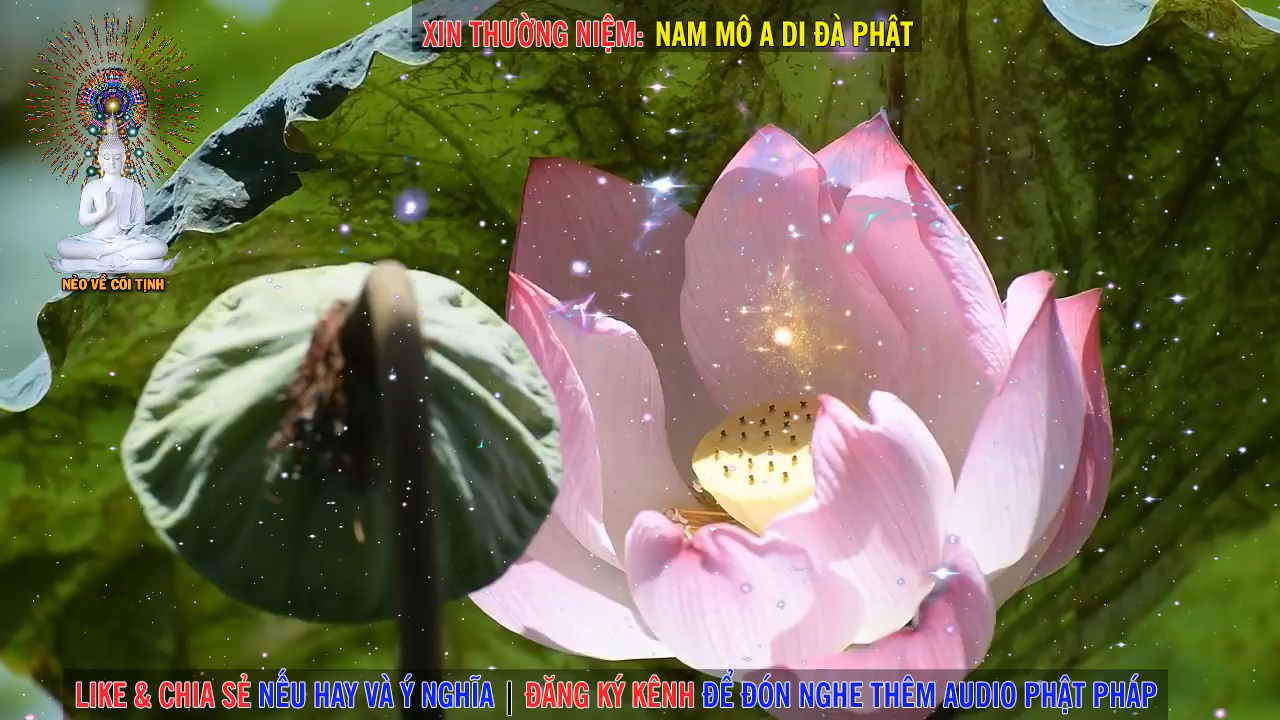 XIN THƯỜNG NIỆM: NAM MÔ A DI ĐÀ PHẬT
NẺO VỀ CÕI TỊNH
LIKE & CHIA SẺ NẾU HAY VÀ Ý NGHĨA | ĐĂNG KÝ KÊNH ĐỂ ĐÓN NGHE THÊM AUDIO PHẬT PHÁP